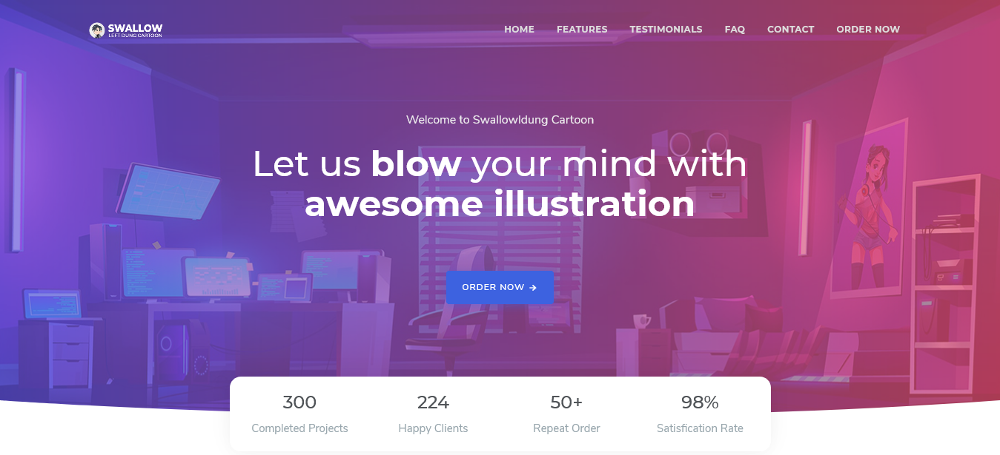 SWALLOW
LEFT DUNG CARTOON
HOME FEATURES TESTIMONIALS FAQ CONTACT ORDER NOW
Welcome to Swallowldung Cartoon
Let us blow your mind with
awesome illustration
ORDER NOW →
300 224 50+ 98%
Completed Projects Happy Clients Repeat Order Satisfication Rate